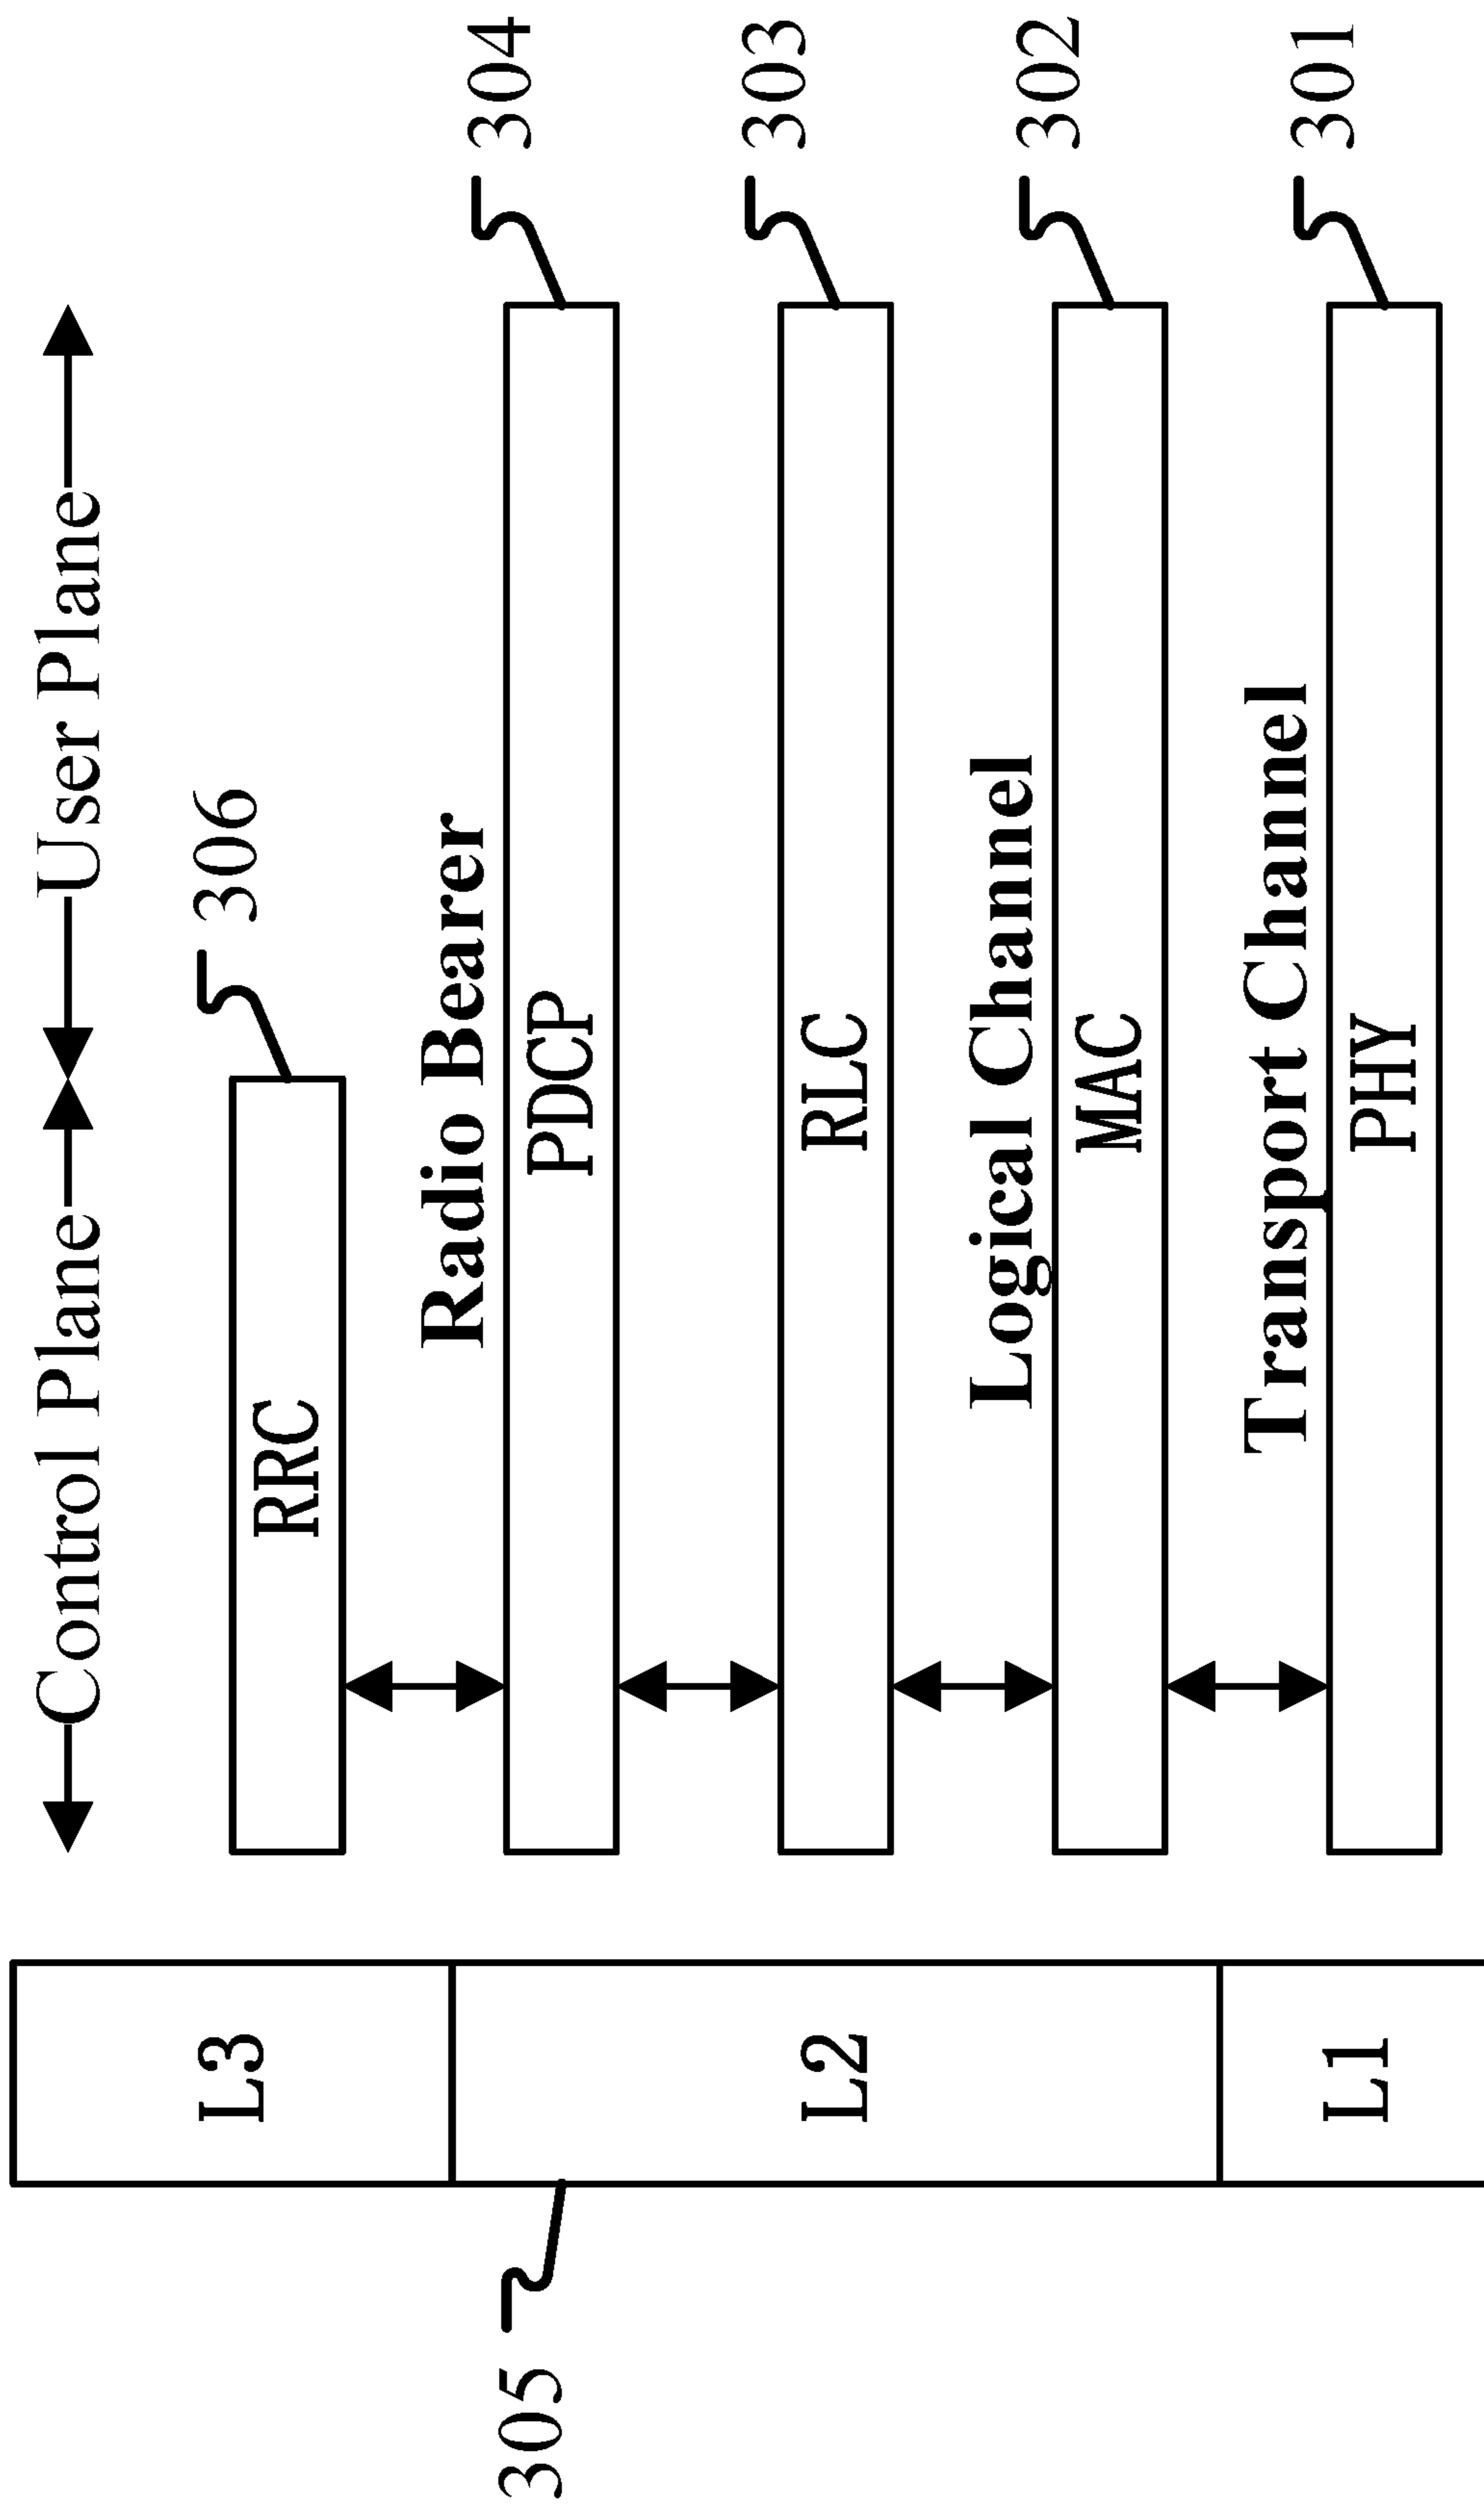 Control Plane
User Plane
306
L3
RRC
305
Radio Bearer
304
PDCP
303
L2
RLC
Logical Channel
302
MAC
Transport Channel
301
L1
PHY